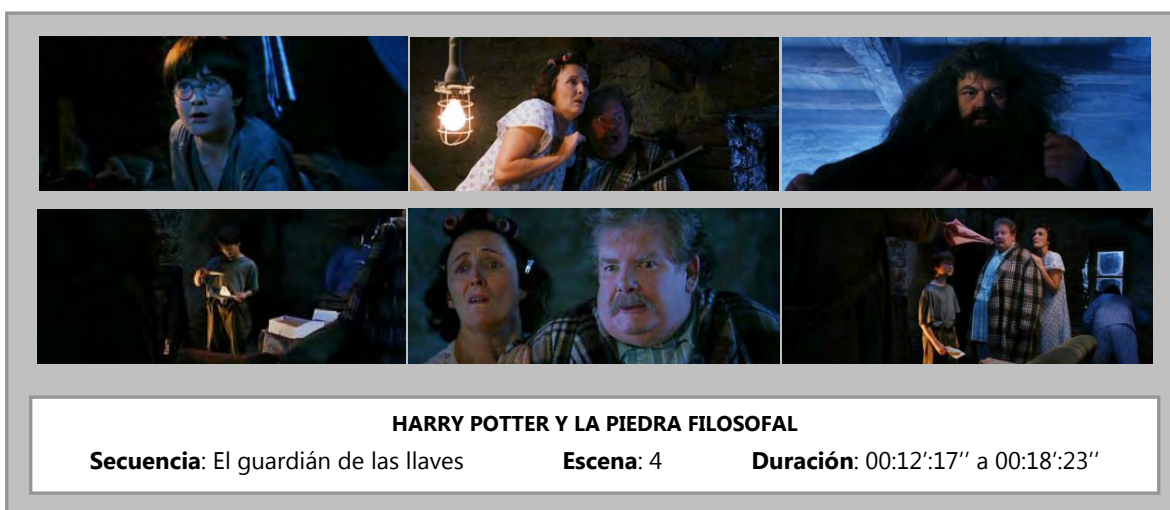 HARRY POTTER Y LA PIEDRA FILOSOFAL
Secuencia: El guardián de las llaves Escena: 4 Duración: 00:12':17'' a 00:18':23''